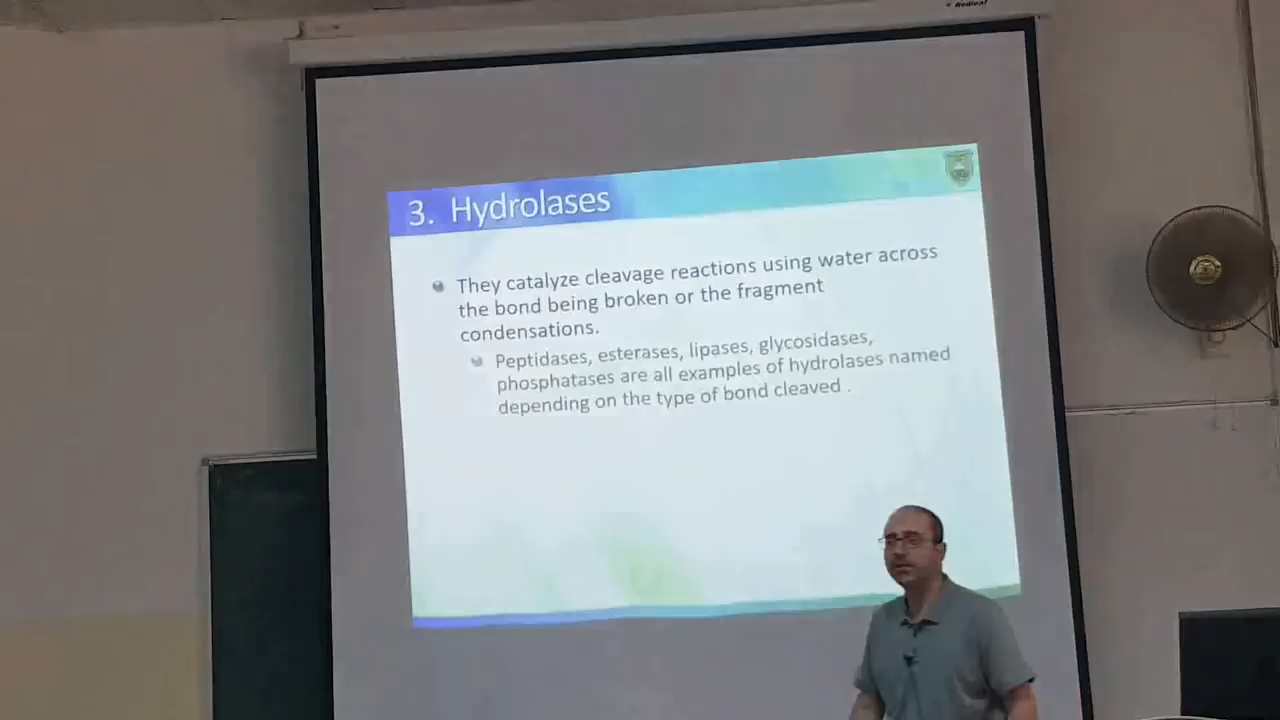 Redleaf
3. Hydrolases
They catalyze cleavage reactions using water across
the bond being broken or the fragment
condensations.
Peptidases, esterases, lipases, glycosidases,
phosphatases are all examples of hydrolases named
depending on the type of bond cleaved .